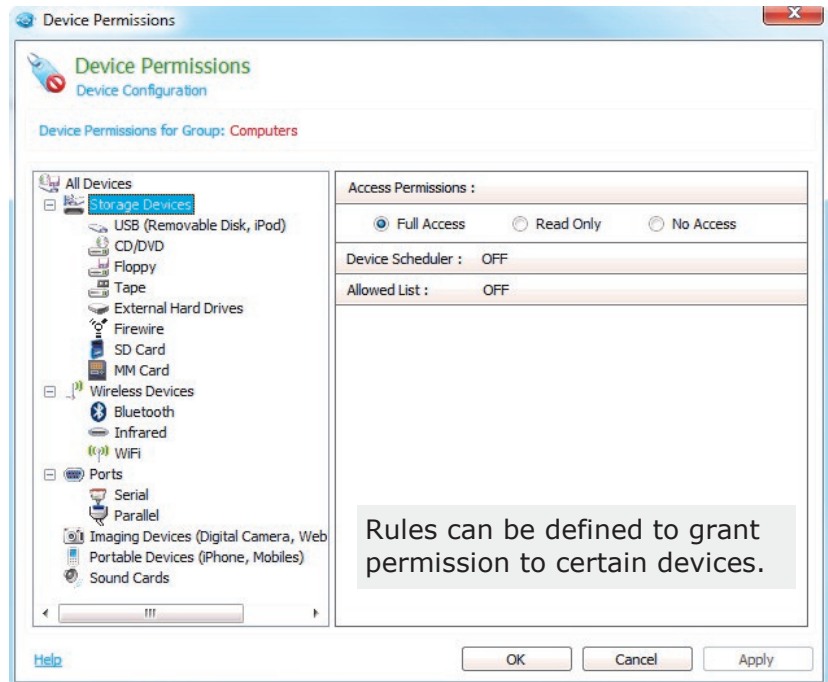 Device Permissions
Device Permissions
Device Configuration
Device Permissions for Group: Computers
All Devices
Storage Devices
USB (Removable Disk, iPod)
CD/DVD
Floppy
Tape
External Hard Drives
Firewire
SD Card
MM Card
Wireless Devices
Bluetooth
Infrared
WiFi
Ports
Serial
Parallel
Imaging Devices (Digital Camera, Web
Portable Devices (iPhone, Mobiles)
Sound Cards
Access Permissions :
Full Access Read Only No Access
Device Scheduler : OFF
Allowed List : OFF
Rules can be defined to grant
permission to certain devices.
Help OK Cancel Apply